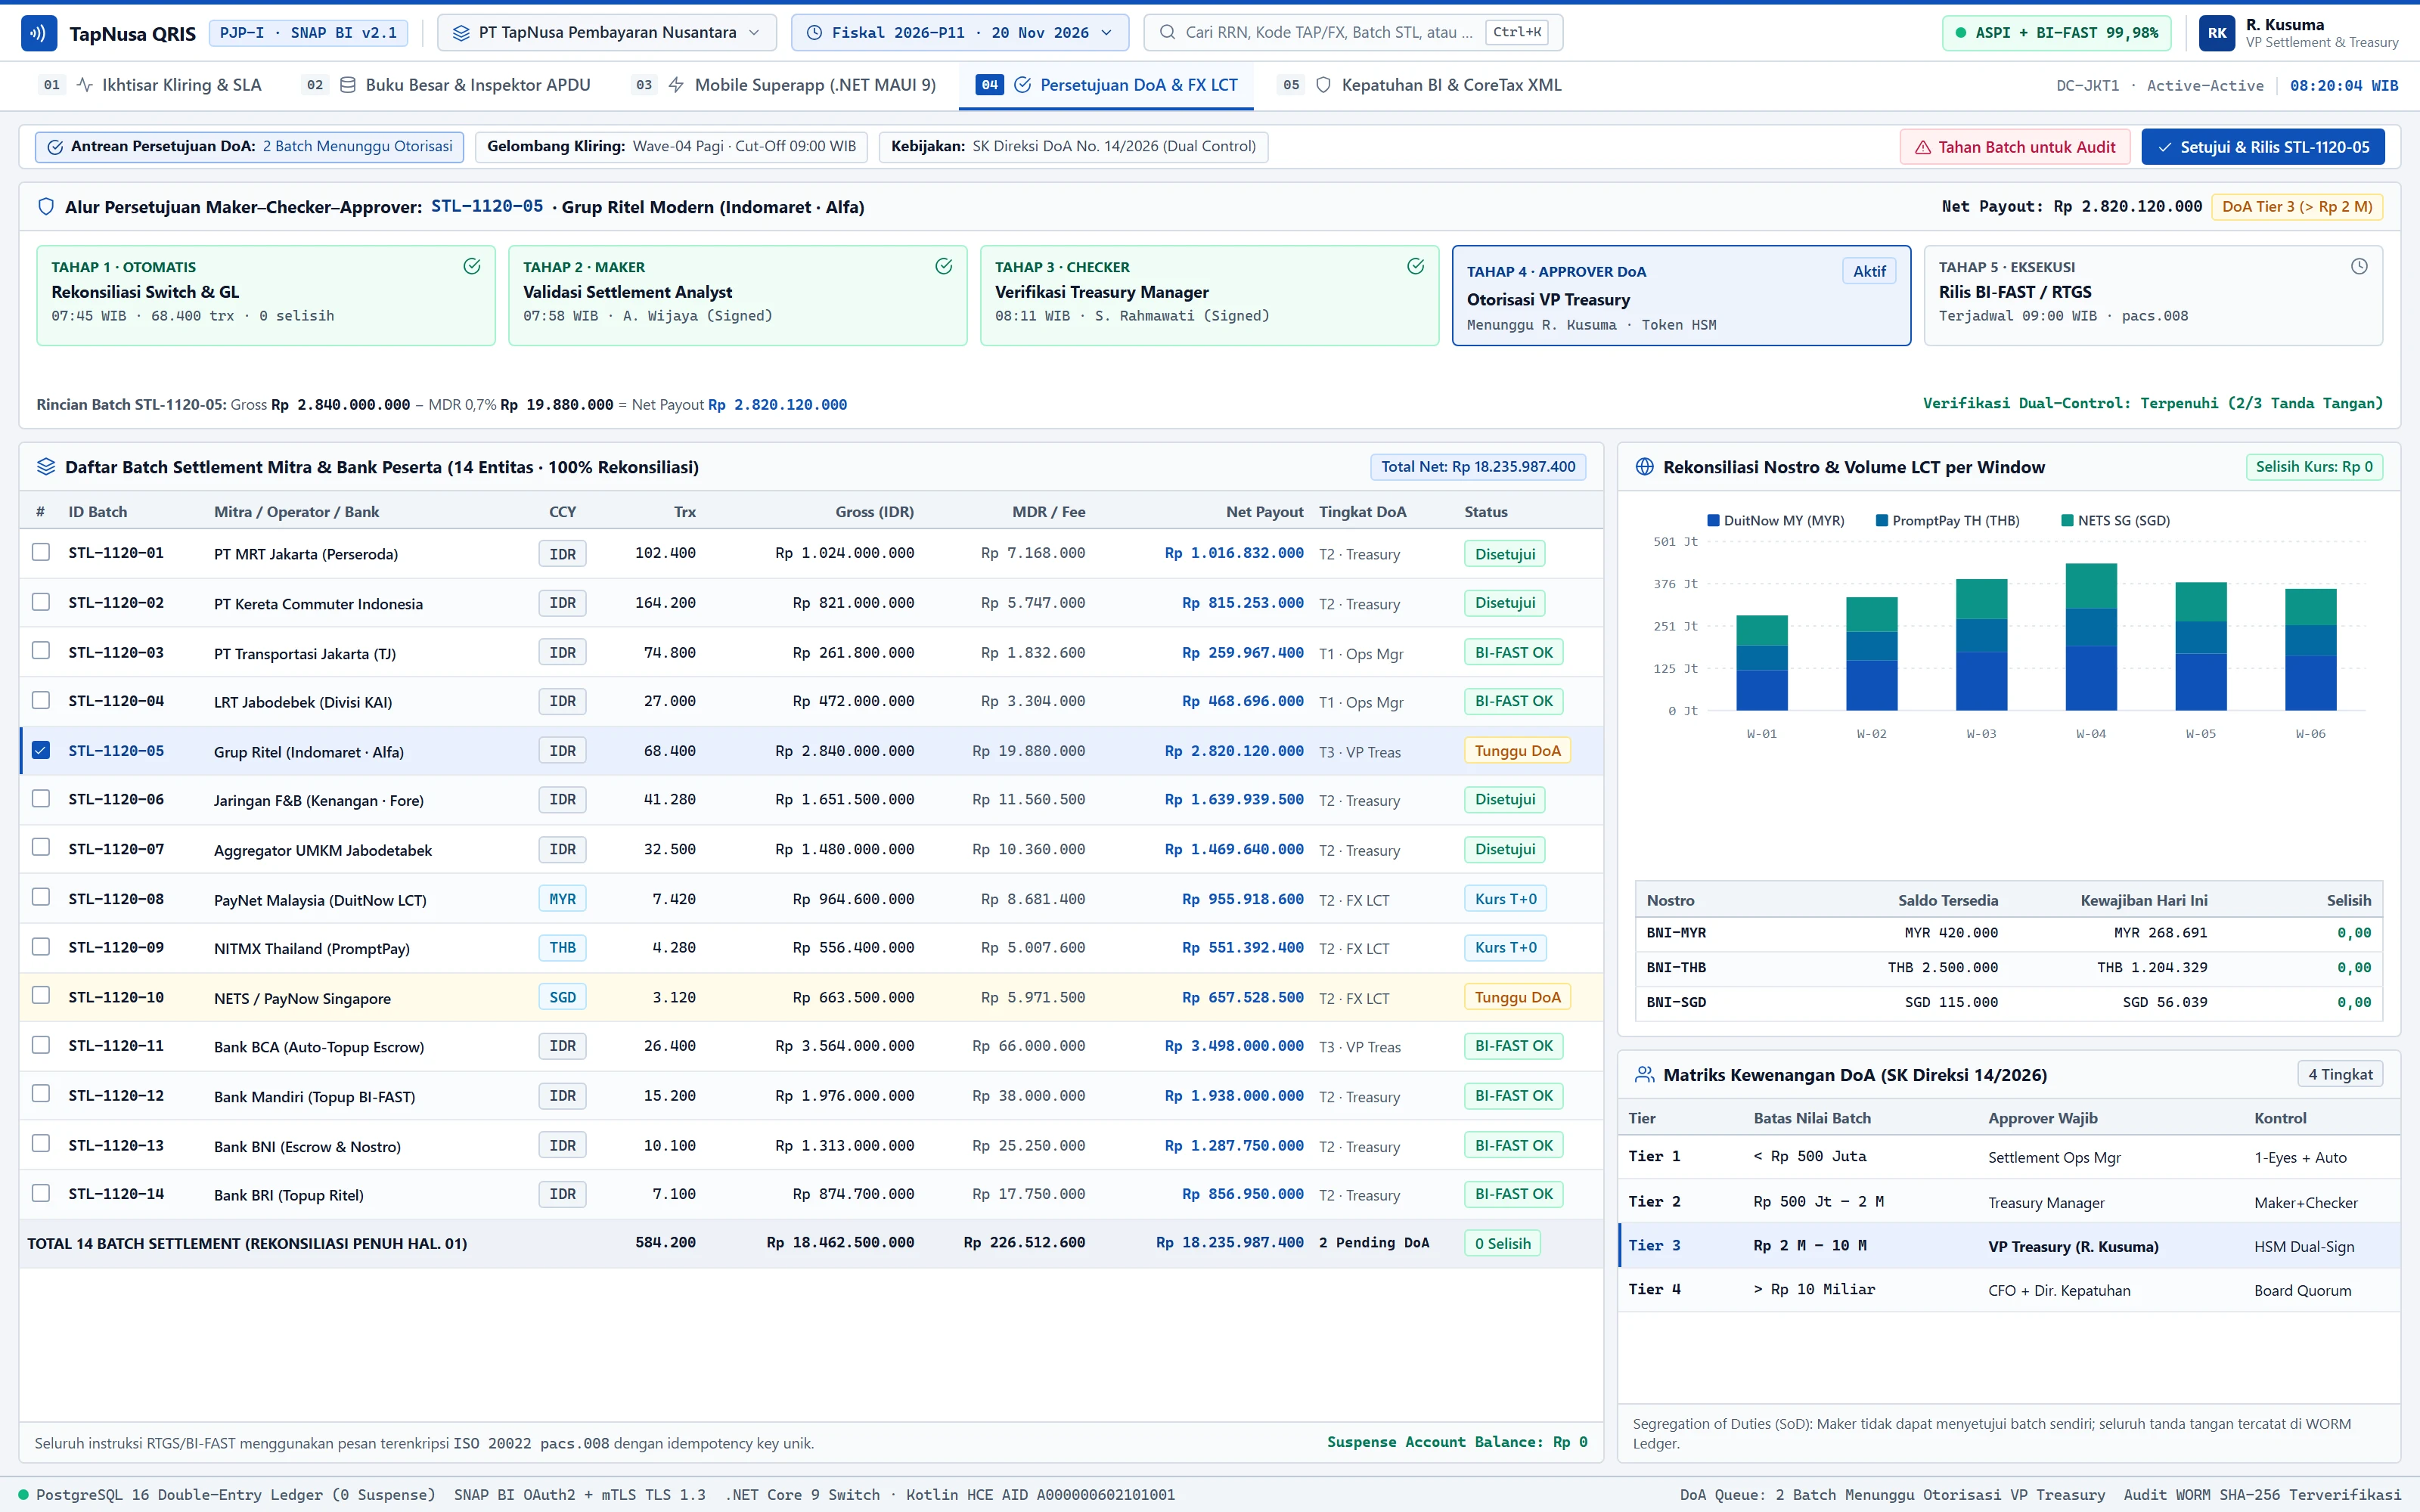 TapNusa QRIS
PJP-I · SNAP BI v2.1
PT TapNusa Pembayaran Nusantara
Fiskal 2026-P11 · 20 Nov 2026
Cari RRN, Kode TAP/FX, Batch STL, atau ...
Ctrl+K
ASPI + BI-FAST 99,98%
RK
R. Kusuma
VP Settlement & Treasury
01 Ikhtisar Kliring & SLA
02 Buku Besar & Inspektor APDU
03 Mobile Superapp (.NET MAUI 9)
04 Persetujuan DoA & FX LCT
05 Kepatuhan BI & CoreTax XML
DC-JKT1 · Active-Active
08:20:04 WIB
Antrean Persetujuan DoA: 2 Batch Menunggu Otorisasi
Gelombang Kliring: Wave-04 Pagi · Cut-Off 09:00 WIB
Kebijakan: SK Direksi DoA No. 14/2026 (Dual Control)
Tahan Batch untuk Audit
Setujui & Rilis STL-1120-05
Alur Persetujuan Maker–Checker–Approver: STL-1120-05 · Grup Ritel Modern (Indomaret · Alfa)
Net Payout: Rp 2.820.120.000
DoA Tier 3 (> Rp 2 M)
TAHAP 1 · OTOMATIS
Rekonsiliasi Switch & GL
07:45 WIB · 68.400 trx · 0 selisih
TAHAP 2 · MAKER
Validasi Settlement Analyst
07:58 WIB · A. Wijaya (Signed)
TAHAP 3 · CHECKER
Verifikasi Treasury Manager
08:11 WIB · S. Rahmawati (Signed)
TAHAP 4 · APPROVER DoA
Aktif
Otorisasi VP Treasury
Menunggu R. Kusuma · Token HSM
TAHAP 5 · EKSEKUSI
Rilis BI-FAST / RTGS
Terjadwal 09:00 WIB · pacs.008
Rincian Batch STL-1120-05: Gross Rp 2.840.000.000 − MDR 0,7% Rp 19.880.000 = Net Payout Rp 2.820.120.000
Verifikasi Dual-Control: Terpenuhi (2/3 Tanda Tangan)
Daftar Batch Settlement Mitra & Bank Peserta (14 Entitas · 100% Rekonsiliasi)
Total Net: Rp 18.235.987.400
# ID Batch Mitra / Operator / Bank CCY Trx Gross (IDR) MDR / Fee Net Payout Tingkat DoA Status
STL-1120-01 PT MRT Jakarta (Perseroda) IDR 102.400 Rp 1.024.000.000 Rp 7.168.000 Rp 1.016.832.000 T2 · Treasury Disetujui
STL-1120-02 PT Kereta Commuter Indonesia IDR 164.200 Rp 821.000.000 Rp 5.747.000 Rp 815.253.000 T2 · Treasury Disetujui
STL-1120-03 PT Transportasi Jakarta (TJ) IDR 74.800 Rp 261.800.000 Rp 1.832.600 Rp 259.967.400 T1 · Ops Mgr BI-FAST OK
STL-1120-04 LRT Jabodebek (Divisi KAI) IDR 27.000 Rp 472.000.000 Rp 3.304.000 Rp 468.696.000 T1 · Ops Mgr BI-FAST OK
STL-1120-05 Grup Ritel (Indomaret · Alfa) IDR 68.400 Rp 2.840.000.000 Rp 19.880.000 Rp 2.820.120.000 T3 · VP Treas Tunggu DoA
STL-1120-06 Jaringan F&B (Kenangan · Fore) IDR 41.280 Rp 1.651.500.000 Rp 11.560.500 Rp 1.639.939.500 T2 · Treasury Disetujui
STL-1120-07 Aggregator UMKM Jabodetabek IDR 32.500 Rp 1.480.000.000 Rp 10.360.000 Rp 1.469.640.000 T2 · Treasury Disetujui
STL-1120-08 PayNet Malaysia (DuitNow LCT) MYR 7.420 Rp 964.600.000 Rp 8.681.400 Rp 955.918.600 T2 · FX LCT Kurs T+0
STL-1120-09 NITMX Thailand (PromptPay) THB 4.280 Rp 556.400.000 Rp 5.007.600 Rp 551.392.400 T2 · FX LCT Kurs T+0
STL-1120-10 NETS / PayNow Singapore SGD 3.120 Rp 663.500.000 Rp 5.971.500 Rp 657.528.500 T2 · FX LCT Tunggu DoA
STL-1120-11 Bank BCA (Auto-Topup Escrow) IDR 26.400 Rp 3.564.000.000 Rp 66.000.000 Rp 3.498.000.000 T3 · VP Treas BI-FAST OK
STL-1120-12 Bank Mandiri (Topup BI-FAST) IDR 15.200 Rp 1.976.000.000 Rp 38.000.000 Rp 1.938.000.000 T2 · Treasury BI-FAST OK
STL-1120-13 Bank BNI (Escrow & Nostro) IDR 10.100 Rp 1.313.000.000 Rp 25.250.000 Rp 1.287.750.000 T2 · Treasury BI-FAST OK
STL-1120-14 Bank BRI (Topup Ritel) IDR 7.100 Rp 874.700.000 Rp 17.750.000 Rp 856.950.000 T2 · Treasury BI-FAST OK
TOTAL 14 BATCH SETTLEMENT (REKONSILIASI PENUH HAL. 01) 584.200 Rp 18.462.500.000 Rp 226.512.600 Rp 18.235.987.400 2 Pending DoA 0 Selisih
Seluruh instruksi RTGS/BI-FAST menggunakan pesan terenkripsi ISO 20022 pacs.008 dengan idempotency key unik.
Suspense Account Balance: Rp 0
Rekonsiliasi Nostro & Volume LCT per Window
Selisih Kurs: Rp 0
DuitNow MY (MYR) PromptPay TH (THB) NETS SG (SGD)
501 Jt
376 Jt
251 Jt
125 Jt
0 Jt
W-01 W-02 W-03 W-04 W-05 W-06
Nostro Saldo Tersedia Kewajiban Hari Ini Selisih
BNI-MYR MYR 420.000 MYR 268.691 0,00
BNI-THB THB 2.500.000 THB 1.204.329 0,00
BNI-SGD SGD 115.000 SGD 56.039 0,00
Matriks Kewenangan DoA (SK Direksi 14/2026)
4 Tingkat
Tier Batas Nilai Batch Approver Wajib Kontrol
Tier 1 < Rp 500 Juta Settlement Ops Mgr 1-Eyes + Auto
Tier 2 Rp 500 Jt – 2 M Treasury Manager Maker+Checker
Tier 3 Rp 2 M – 10 M VP Treasury (R. Kusuma) HSM Dual-Sign
Tier 4 > Rp 10 Miliar CFO + Dir. Kepatuhan Board Quorum
Segregation of Duties (SoD): Maker tidak dapat menyetujui batch sendiri; seluruh tanda tangan tercatat di WORM
Ledger.
PostgreSQL 16 Double-Entry Ledger (0 Suspense) SNAP BI OAuth2 + mTLS TLS 1.3 .NET Core 9 Switch · Kotlin HCE AID A000000602101001
DoA Queue: 2 Batch Menunggu Otorisasi VP Treasury Audit WORM SHA-256 Terverifikasi